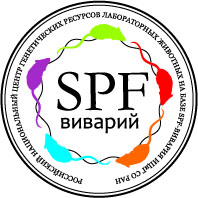 РОССИЙСКИЙ НАЦИОНАЛЬНЫЙ ЦЕНТР ГЕНЕТИЧЕСКИХ РЕСУРСОВ ЛАБОРАТОРНЫХ ЖИВОТНЫХ НА БАЗЕ SPF-ВИВАРИЯ ИЦиГ СО РАН
SPF
виварий